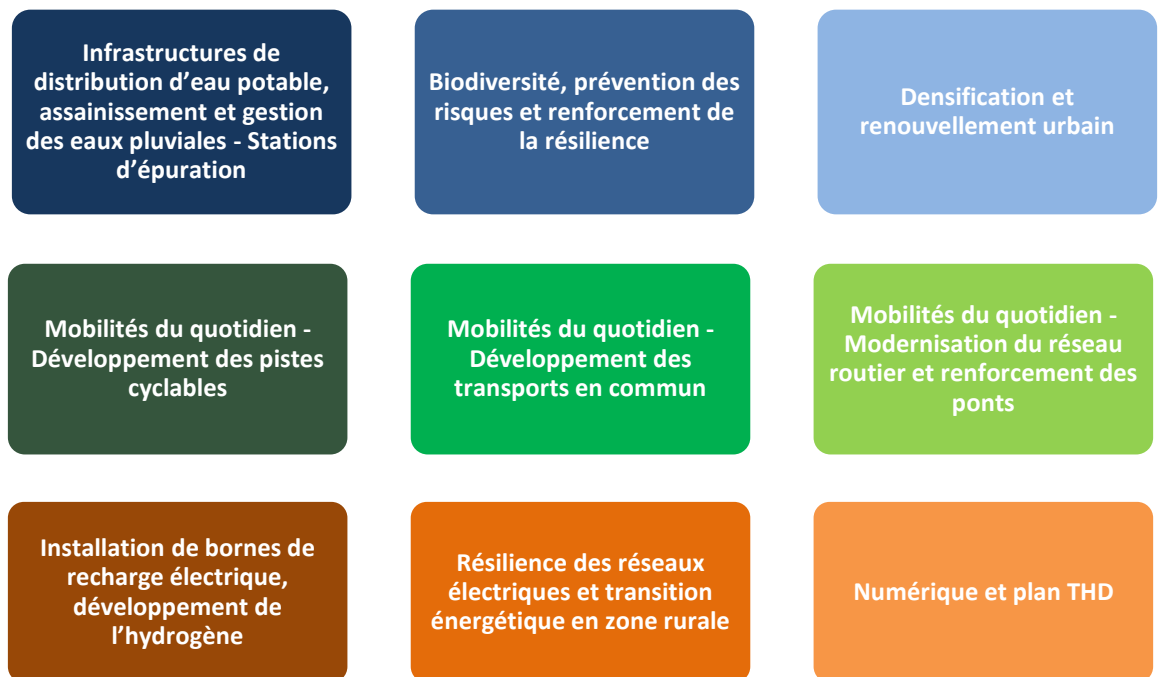 Infrastructures de
distribution d’eau potable,
assainissement et gestion
des eaux pluviales - Stations
d’épuration
Biodiversité, prévention des
risques et renforcement de
la résilience
Densification et
renouvellement urbain
Mobilités du quotidien -
Développement des pistes
cyclables
Mobilités du quotidien -
Développement des
transports en commun
Mobilités du quotidien -
Modernisation du réseau
routier et renforcement des
ponts
Installation de bornes de
recharge électrique,
développement de
l’hydrogène
Résilience des réseaux
électriques et transition
énergétique en zone rurale
Numérique et plan THD